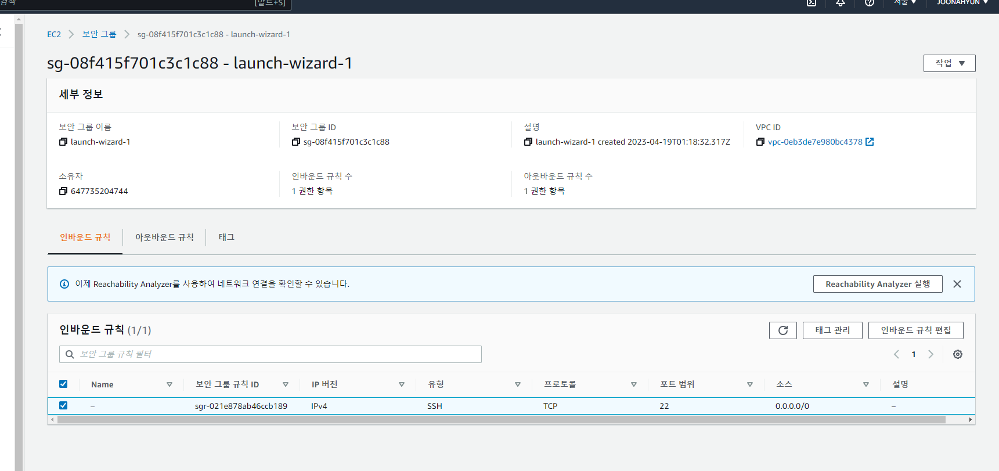 검색 [알트+S] 서울 ▼ JOONAHYUN ▼
EC2 > 보안 그룹 > sg-08f415f701c3c1c88 - launch-wizard-1
sg-08f415f701c3c1c88 - launch-wizard-1 작업 ▼
세부 정보
보안 그룹 이름 보안 그룹 ID 설명 VPC ID
launch-wizard-1 sg-08f415f701c3c1c88 launch-wizard-1 created 2023-04-19T01:18:32.317Z vpc-0eb3de7e980bc4378
소유자 인바운드 규칙 수 아웃바운드 규칙 수
647735204744 1 권한 항목 1 권한 항목
인바운드 규칙 아웃바운드 규칙 태그
이제 Reachability Analyzer를 사용하여 네트워크 연결을 확인할 수 있습니다. Reachability Analyzer 실행
인바운드 규칙 (1/1) 태그 관리 인바운드 규칙 편집
보안 그룹 규칙 필터 1
Name 보안 그룹 규칙 ID IP 버전 유형 프로토콜 포트 범위 소스 설명
– sgr-021e878ab46ccb189 IPv4 SSH TCP 22 0.0.0.0/0 –